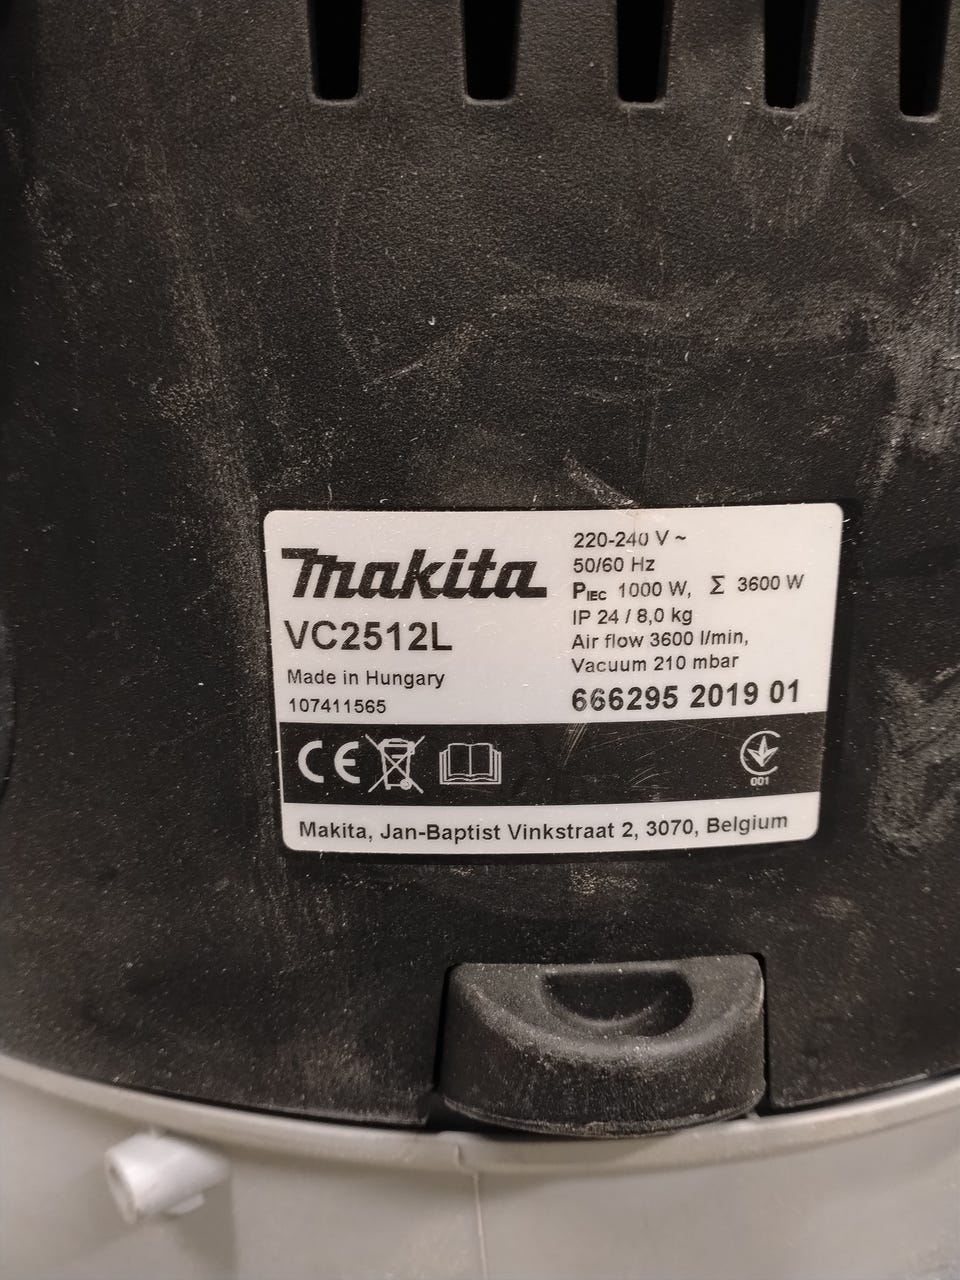 makita
VC2512L
Made in Hungary
107411565
220-240 V ~
50/60 Hz
PIEC 1000 W, Σ 3600 W
IP 24 / 8,0 kg
Air flow 3600 l/min,
Vacuum 210 mbar
666295 2019 01
CE
001
Makita, Jan-Baptist Vinkstraat 2, 3070, Belgium